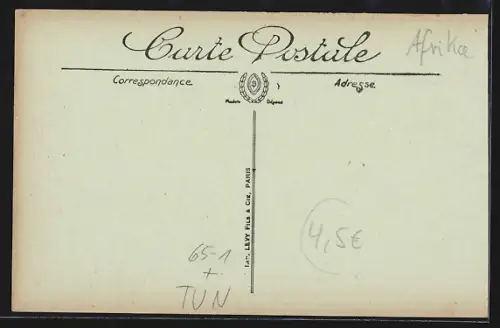 Carte Postale
Afrika
Correspondance
Adresse
Modèle Déposé
Imp. LÉVY Fils & Cie, PARIS
4,5€
65-1
+
TUN